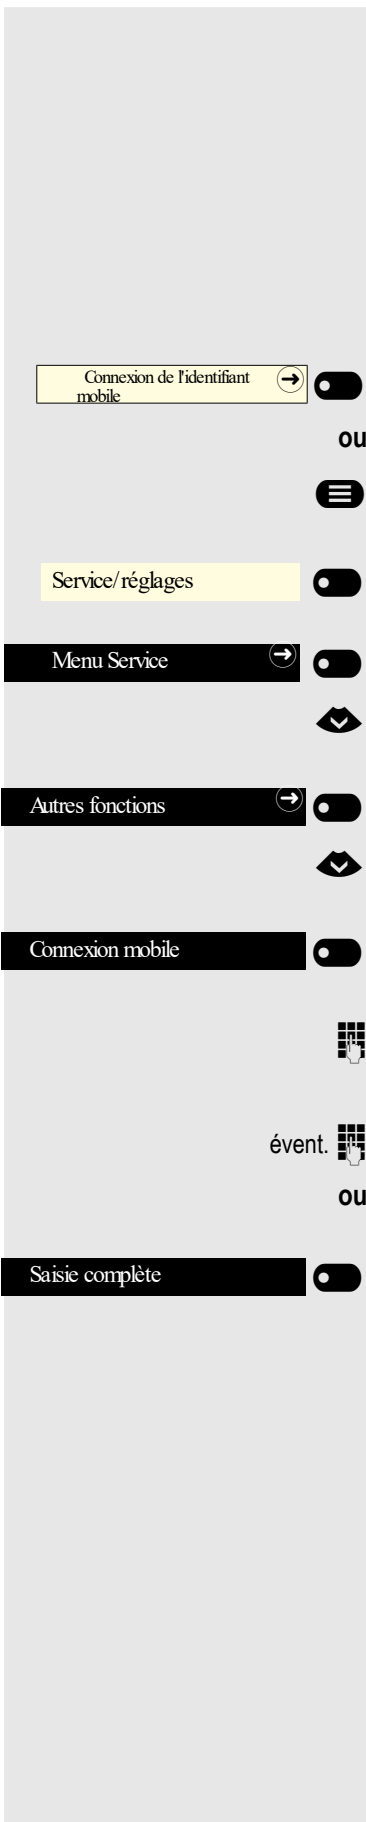 Connexion de l'identifiant
mobile
ou
Service/réglages
Menu Service
Autres fonctions
Connexion mobile
évent.
ou
Saisie complète